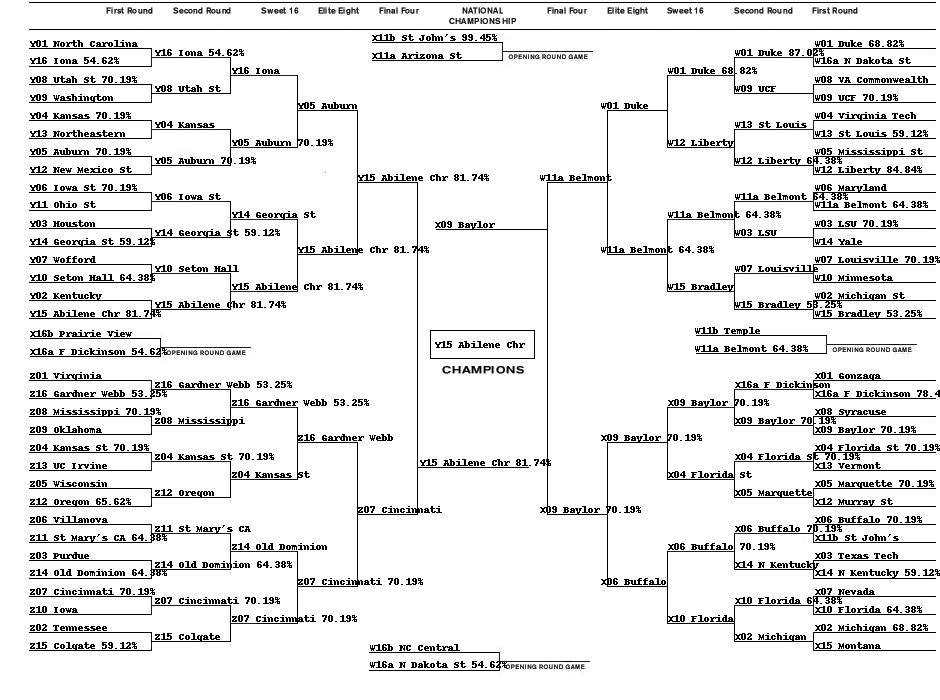 First Round Second Round Sweet 16 Elite Eight Final Four NATIONAL CHAMPIONSHIP Final Four Elite Eight Sweet 16 Second Round First Round
Y01 North Carolina
Y16 Iona 54.62%
Y08 Utah St 70.19%
Y09 Washington
Y04 Kansas 70.19%
Y13 Northeastern
Y05 Auburn 70.19%
Y12 New Mexico St
Y06 Iowa St 70.19%
Y11 Ohio St
Y03 Houston
Y14 Georgia St 59.12%
Y07 Wofford
Y10 Seton Hall 64.38%
Y02 Kentucky
Y15 Abilene Chr 81.74%
Y16 Iona 54.62%
Y08 Utah St
Y04 Kansas
Y05 Auburn 70.19%
Y06 Iowa St
Y14 Georgia St 59.12%
Y10 Seton Hall
Y15 Abilene Chr 81.74%
Y16 Iona
Y05 Auburn 70.19%
Y14 Georgia St
Y15 Abilene Chr 81.74%
Y05 Auburn
Y15 Abilene Chr 81.74%
Y15 Abilene Chr 81.74%
X16b Prairie View
X16a F Dickinson 54.62%
OPENING ROUND GAME
Z01 Virginia
Z16 Gardner Webb 53.25%
Z08 Mississippi 70.19%
Z09 Oklahoma
Z04 Kansas St 70.19%
Z13 UC Irvine
Z05 Wisconsin
Z12 Oregon 65.62%
Z06 Villanova
Z11 St Mary's CA 64.38%
Z03 Purdue
Z14 Old Dominion 64.38%
Z07 Cincinnati 70.19%
Z10 Iowa
Z02 Tennessee
Z15 Colgate 59.12%
Z16 Gardner Webb 53.25%
Z08 Mississippi
Z04 Kansas St 70.19%
Z12 Oregon
Z11 St Mary's CA
Z14 Old Dominion 64.38%
Z07 Cincinnati 70.19%
Z15 Colgate
Z16 Gardner Webb 53.25%
Z04 Kansas St
Z14 Old Dominion
Z07 Cincinnati 70.19%
Z16 Gardner Webb
Z07 Cincinnati 70.19%
Z07 Cincinnati
X11b St John's 99.45%
X11a Arizona St
OPENING ROUND GAME
X09 Baylor
Y15 Abilene Chr
CHAMPIONS
Y15 Abilene Chr 81.74%
W16b NC Central
W16a N Dakota St 54.62%
OPENING ROUND GAME
W11a Belmont
W01 Duke
W11a Belmont 64.38%
W01 Duke 68.82%
W12 Liberty
W11a Belmont 64.38%
W15 Bradley
W01 Duke 87.02%
W09 UCF
W13 St Louis
W12 Liberty 64.38%
W11a Belmont 64.38%
W03 LSU
W07 Louisville
W15 Bradley 53.25%
W01 Duke 68.82%
W16a N Dakota St
W08 VA Commonwealth
W09 UCF 70.19%
W04 Virginia Tech
W13 St Louis 59.12%
W05 Mississippi St
W12 Liberty 84.84%
W06 Maryland
W11a Belmont 64.38%
W03 LSU 70.19%
W14 Yale
W07 Louisville 70.19%
W10 Minnesota
W02 Michigan St
W15 Bradley 53.25%
W11b Temple
W11a Belmont 64.38%
OPENING ROUND GAME
X09 Baylor 70.19%
X09 Baylor 70.19%
X06 Buffalo
X09 Baylor 70.19%
X04 Florida St
X06 Buffalo 70.19%
X10 Florida
X16a F Dickinson
X09 Baylor 70.19%
X04 Florida St 70.19%
X05 Marquette
X06 Buffalo 70.19%
X14 N Kentucky
X10 Florida 64.38%
X02 Michigan
X01 Gonzaga
X16a F Dickinson 78.4
X08 Syracuse
X09 Baylor 70.19%
X04 Florida St 70.19%
X13 Vermont
X05 Marquette 70.19%
X12 Murray St
X06 Buffalo 70.19%
X11b St John's
X03 Texas Tech
X14 N Kentucky 59.12%
X07 Nevada
X10 Florida 64.38%
X02 Michigan 68.82%
X15 Montana